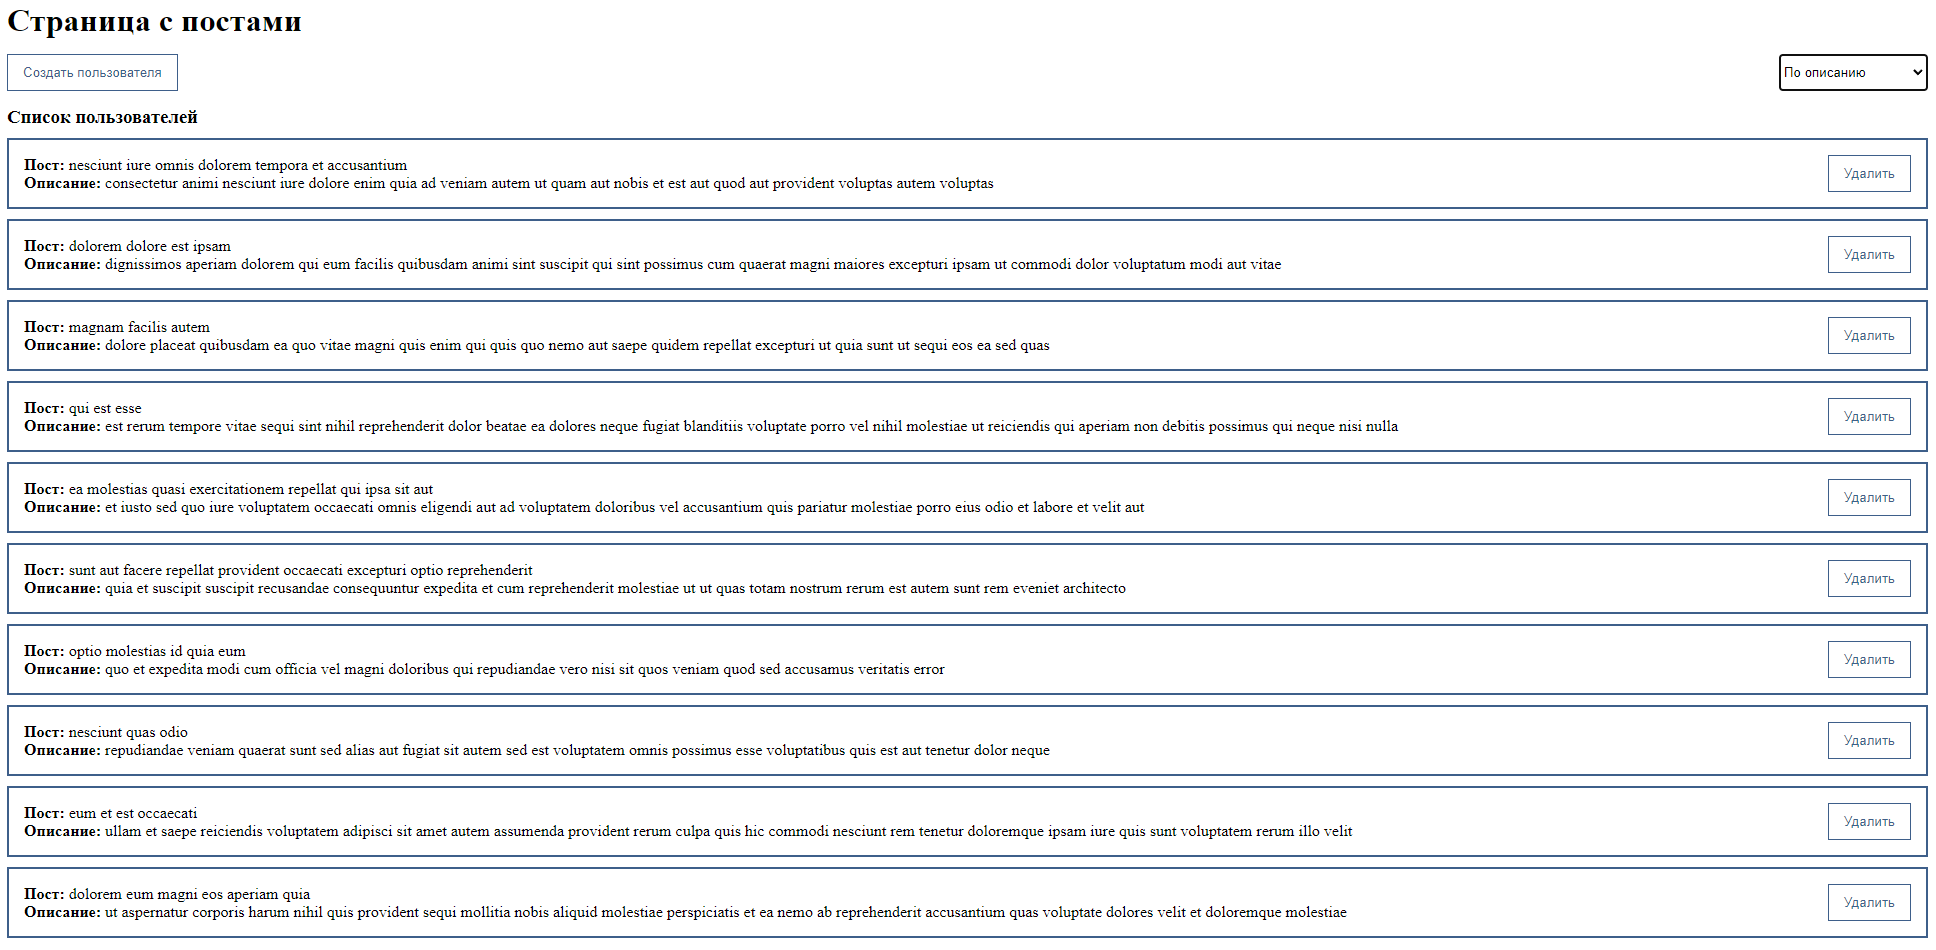 Страница с постами
Создать пользователя
По описанию
Список пользователей
Пост: nesciunt iure omnis dolorem tempora et accusantium
Описание: consectetur animi nesciunt iure dolore enim quia ad veniam autem ut quam aut nobis et est aut quod aut provident voluptas autem voluptas
Удалить
Пост: dolorem dolore est ipsam
Описание: dignissimos aperiam dolorem qui eum facilis quibusdam animi sint suscipit qui sint possimus cum quaerat magni maiores excepturi ipsam ut commodi dolor voluptatum modi aut vitae
Удалить
Пост: magnam facilis autem
Описание: dolore placeat quibusdam ea quo vitae magni quis enim qui quis quo nemo aut saepe quidem repellat excepturi ut quia sunt ut sequi eos ea sed quas
Удалить
Пост: qui est esse
Описание: est rerum tempore vitae sequi sint nihil reprehenderit dolor beatae ea dolores neque fugiat blanditiis voluptate porro vel nihil molestiae ut reiciendis qui aperiam non debitis possimus qui neque nisi nulla
Удалить
Пост: ea molestias quasi exercitationem repellat qui ipsa sit aut
Описание: et iusto sed quo iure voluptatem occaecati omnis eligendi aut ad voluptatem doloribus vel accusantium quis pariatur molestiae porro eius odio et labore et velit aut
Удалить
Пост: sunt aut facere repellat provident occaecati excepturi optio reprehenderit
Описание: quia et suscipit suscipit recusandae consequuntur expedita et cum reprehenderit molestiae ut ut quas totam nostrum rerum est autem sunt rem eveniet architecto
Удалить
Пост: optio molestias id quia eum
Описание: quo et expedita modi cum officia vel magni doloribus qui repudiandae vero nisi sit quos veniam quod sed accusamus veritatis error
Удалить
Пост: nesciunt quas odio
Описание: repudiandae veniam quaerat sunt sed alias aut fugiat sit autem sed est voluptatem omnis possimus esse voluptatibus quis est aut tenetur dolor neque
Удалить
Пост: eum et est occaecati
Описание: ullam et saepe reiciendis voluptatem adipisci sit amet autem assumenda provident rerum culpa quis hic commodi nesciunt rem tenetur doloremque ipsam iure quis sunt voluptatem rerum illo velit
Удалить
Пост: dolorem eum magni eos aperiam quia
Описание: ut aspernatur corporis harum nihil quis provident sequi mollitia nobis aliquid molestiae perspiciatis et ea nemo ab reprehenderit accusantium quas voluptate dolores velit et doloremque molestiae
Удалить